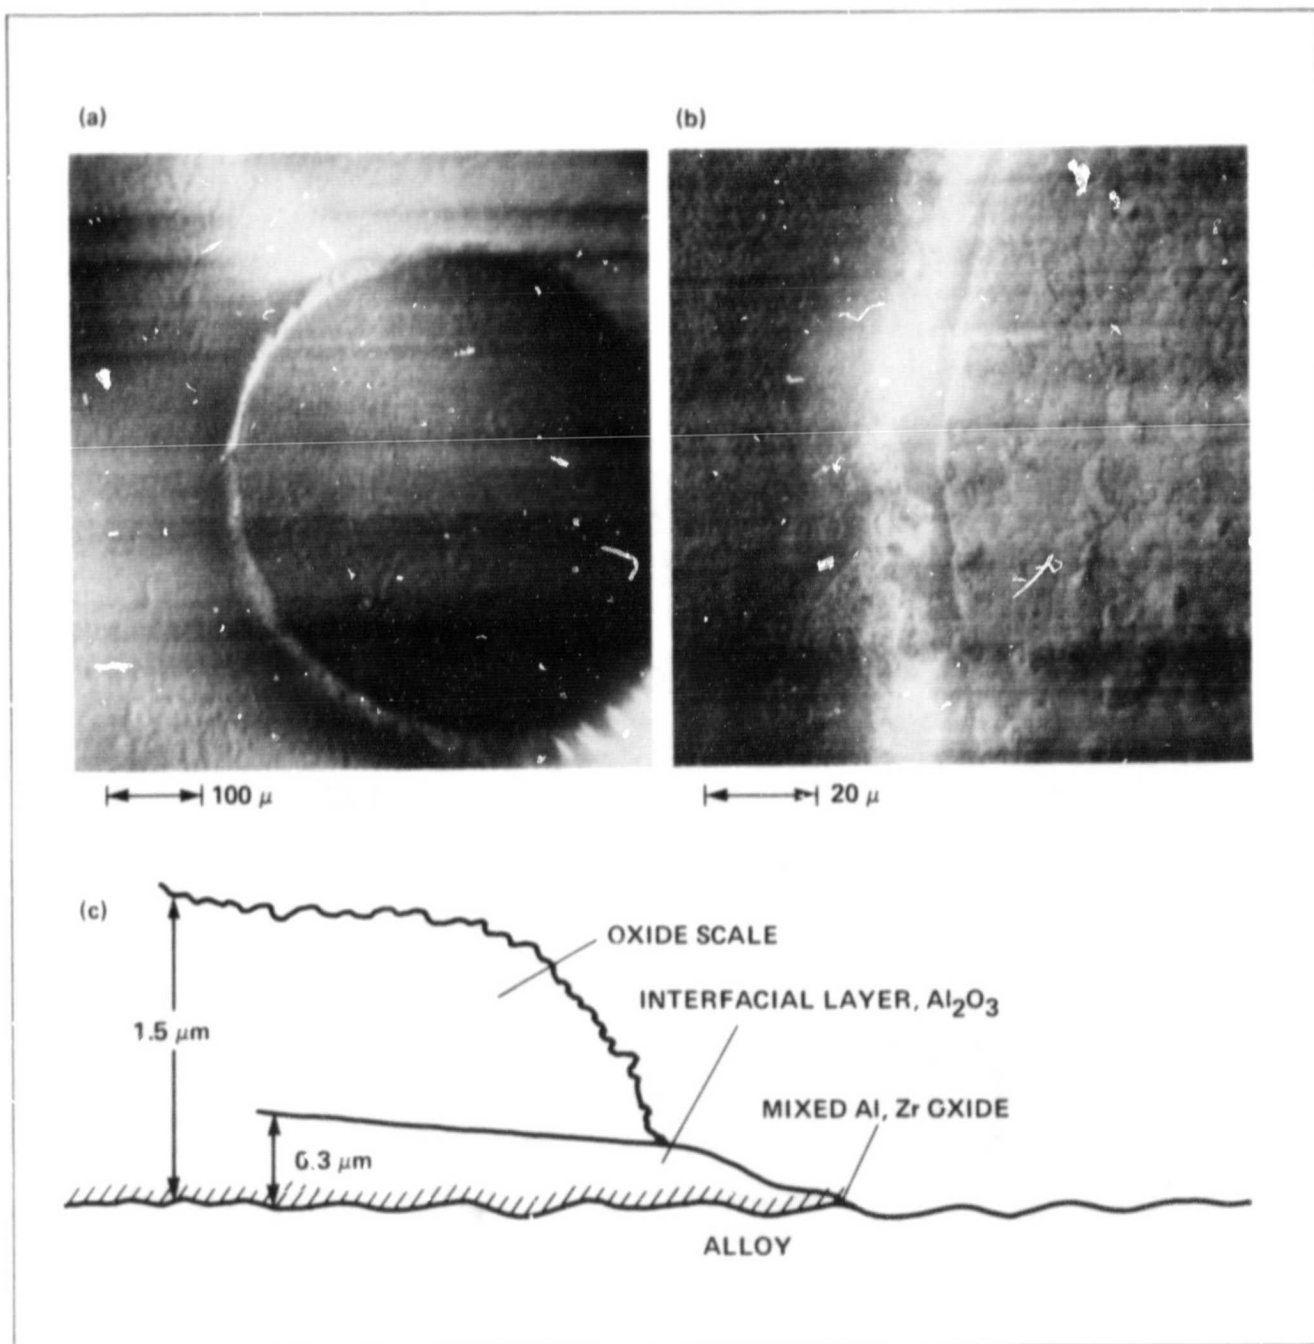 (a)
(b)
100 μ
20 μ
(c)
OXIDE SCALE
INTERFACIAL LAYER, Al₂O₃
1.5 μm
MIXED Al, Zr OXIDE
0.3 μm
ALLOY